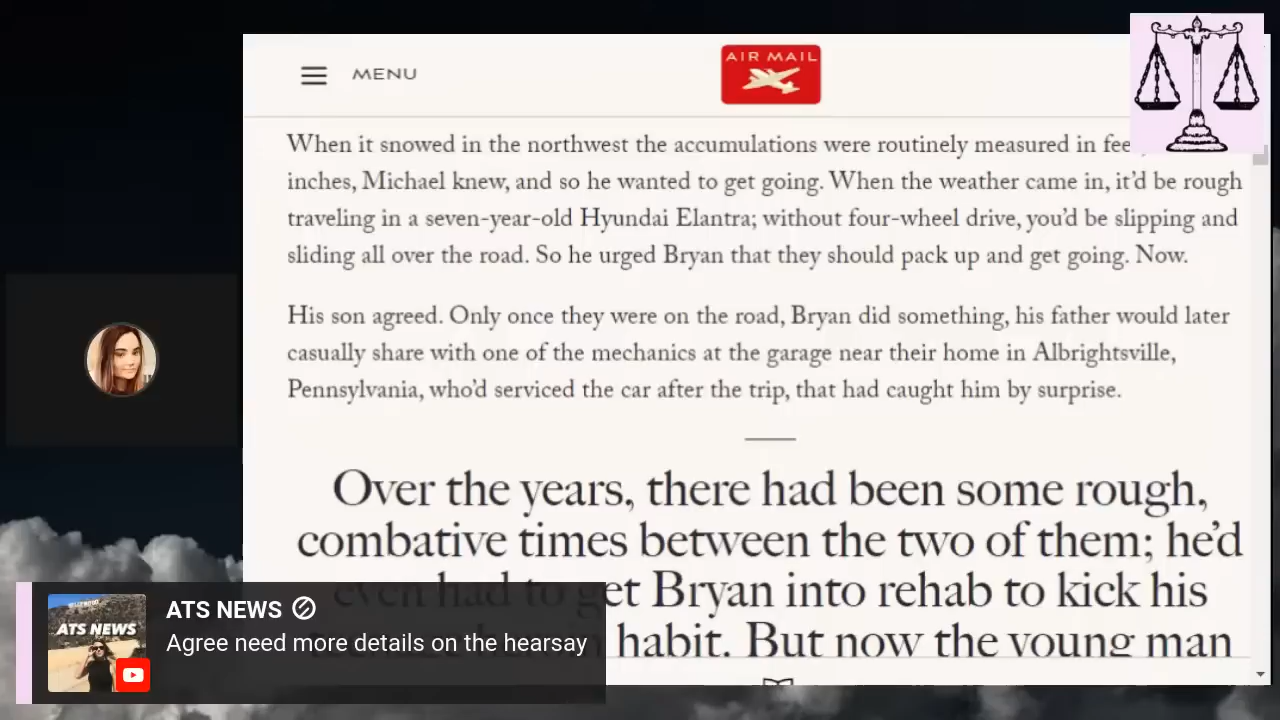 MENU
AIR MAIL
When it snowed in the northwest the accumulations were routinely measured in fee
inches, Michael knew, and so he wanted to get going. When the weather came in, it'd be rough
traveling in a seven-year-old Hyundai Elantra; without four-wheel drive, you'd be slipping and
sliding all over the road. So he urged Bryan that they should pack up and get going. Now.
His son agreed. Only once they were on the road, Bryan did something, his father would later
casually share with one of the mechanics at the garage near their home in Albrightsville,
Pennsylvania, who'd serviced the car after the trip, that had caught him by surprise.
Over the years, there had been some rough,
combative times between the two of them; he'd
even had to get Bryan into rehab to kick his
habit. But now the young man
ATS NEWS
ATS NEWS
Agree need more details on the hearsay